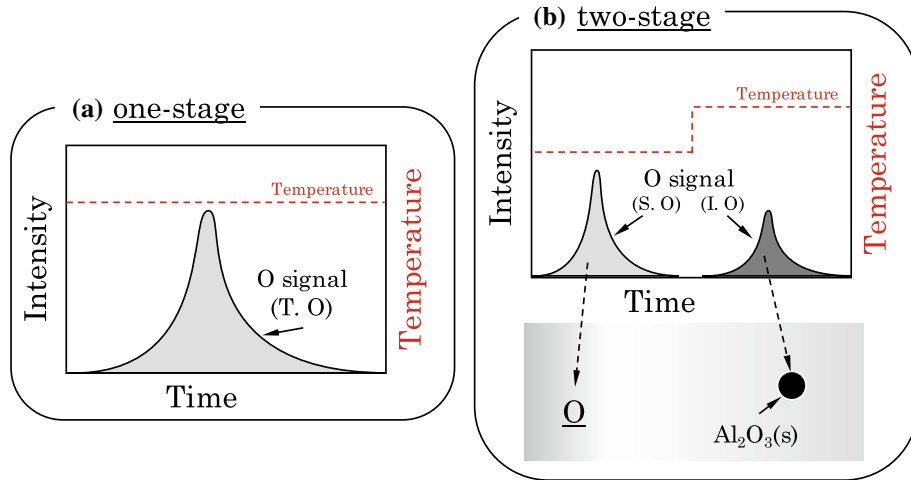 (a) one-stage
Intensity
Temperature
O signal
(T. O)
Time
Temperature
(b) two-stage
Intensity
Temperature
O signal
(S. O) (I. O)
Time
Temperature
O
Al₂O₃(s)